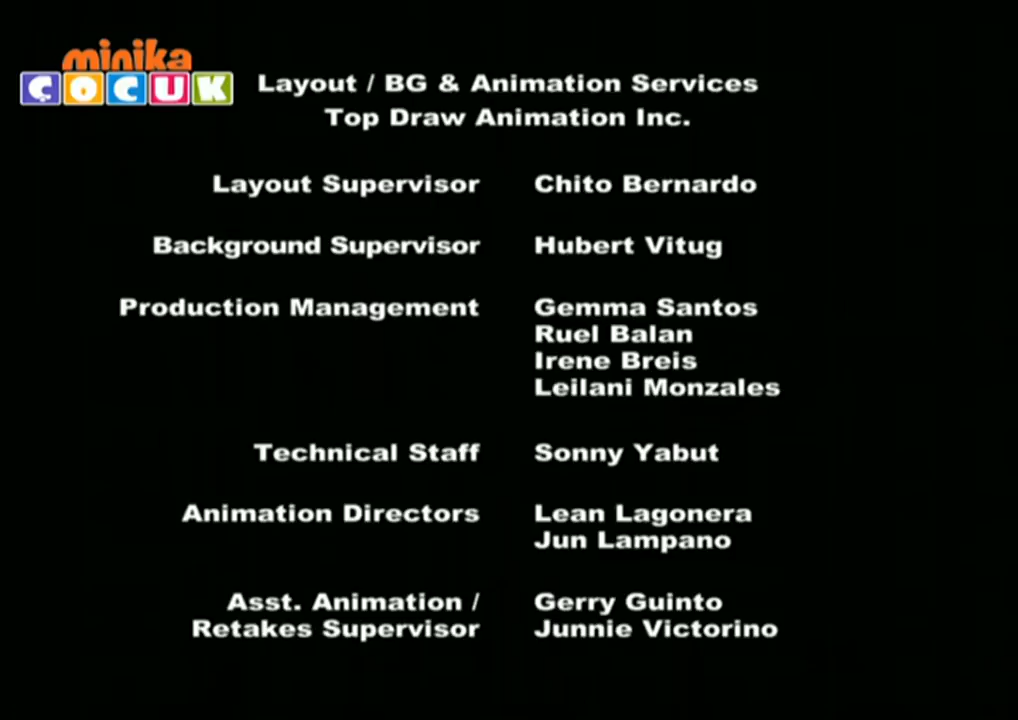 minika
ÇOCUK
Layout / BG & Animation Services
Top Draw Animation Inc.
Layout Supervisor Chito Bernardo
Background Supervisor Hubert Vitug
Production Management Gemma Santos
Ruel Balan
Irene Breis
Leilani Monzales
Technical Staff Sonny Yabut
Animation Directors Lean Lagonera
Jun Lampano
Asst. Animation / Gerry Guinto
Retakes Supervisor Junnie Victorino